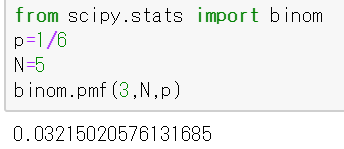 from scipy.stats import binom
p=1/6
N=5
binom.pmf(3,N,p)
0.03215020576131685